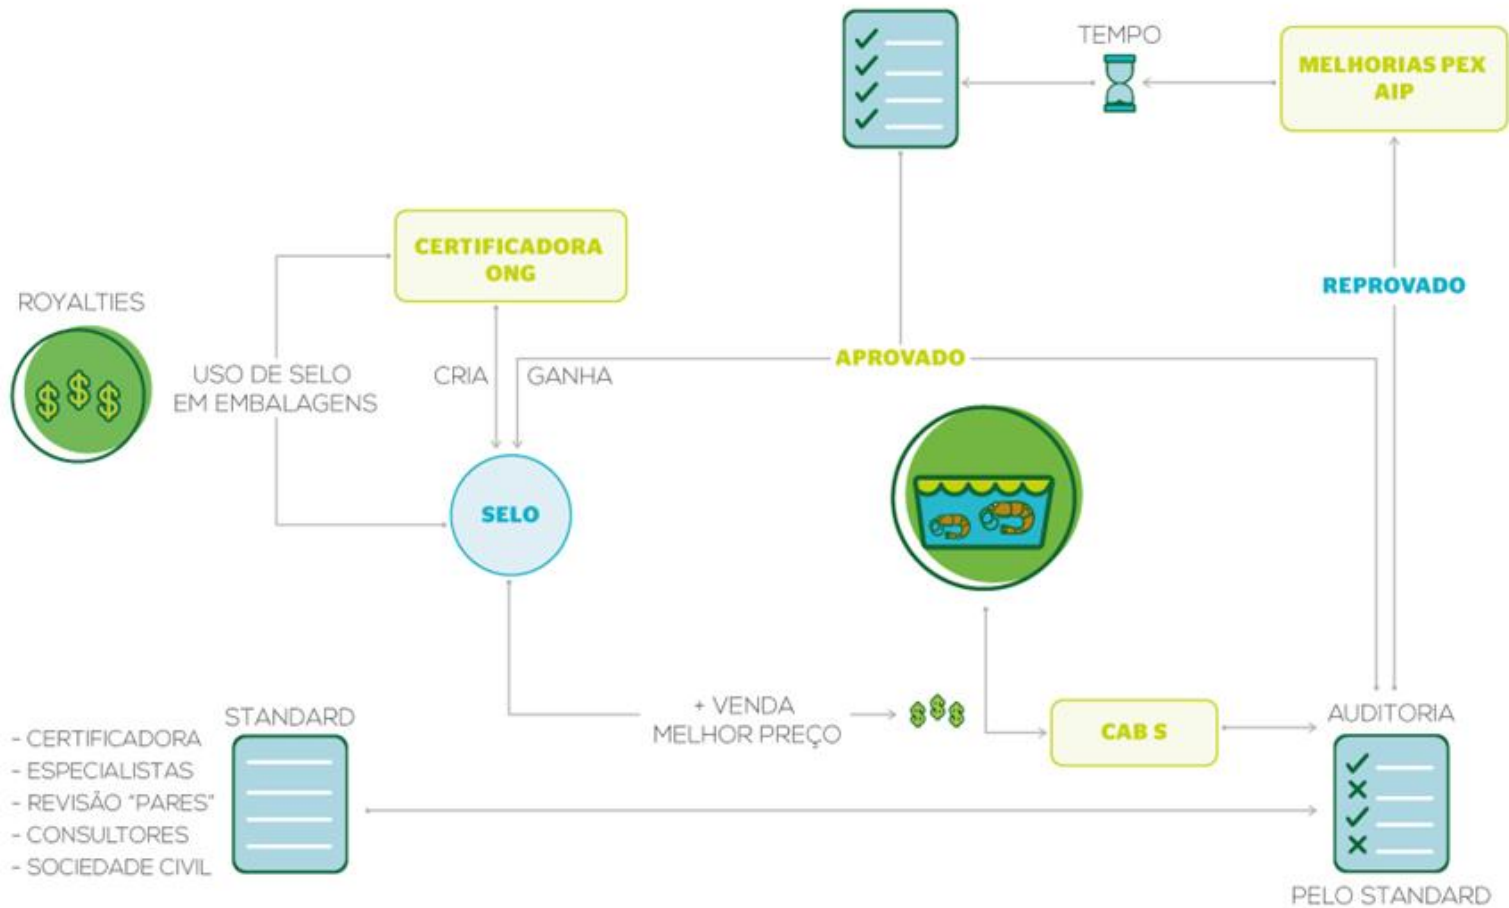 TEMPO
MELHORIAS PEX
AIP
CERTIFICADORA
ONG
REPROVADO
ROYALTIES
$ $ $
USO DE SELO
EM EMBALAGENS
CRIA
GANHA
APROVADO
SELO
+ VENDA
MELHOR PREÇO
$ $ $
CAB S
AUDITORIA
PELO STANDARD
STANDARD
- CERTIFICADORA
- ESPECIALISTAS
- REVISÃO "PARES"
- CONSULTORES
- SOCIEDADE CIVIL